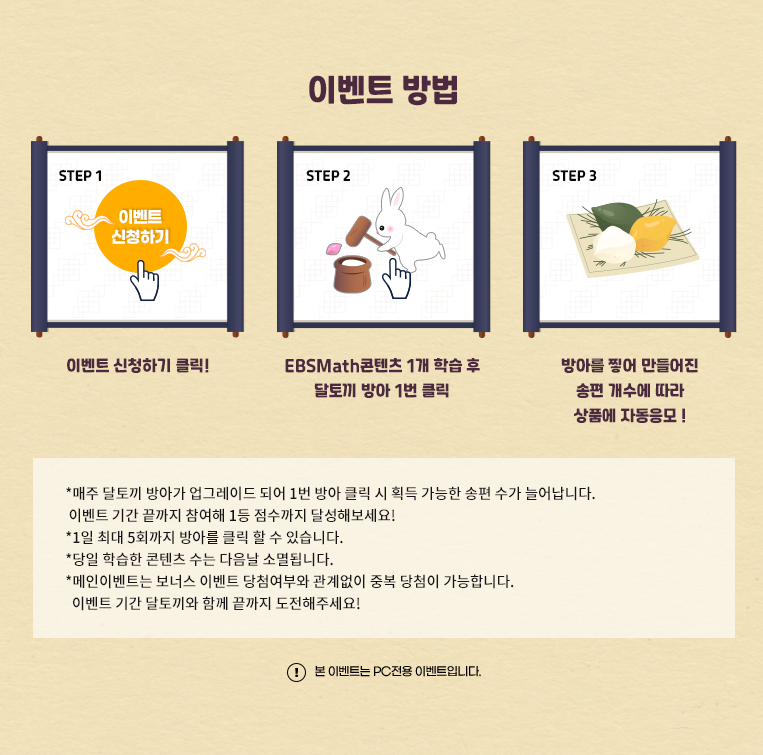 이벤트 방법
STEP 1
이벤트
신청하기
이벤트 신청하기 클릭!
STEP 2
EBSMath콘텐츠 1개 학습 후
달토끼 방아 1번 클릭
STEP 3
방아를 찧어 만들어진
송편 개수에 따라
상품에 자동응모 !
*매주 달토끼 방아가 업그레이드 되어 1번 방아 클릭 시 획득 가능한 송편 수가 늘어납니다.
이벤트 기간 끝까지 참여해 1등 점수까지 달성해보세요!
*1일 최대 5회까지 방아를 클릭 할 수 있습니다.
*당일 학습한 콘텐츠 수는 다음날 소멸됩니다.
*메인이벤트는 보너스 이벤트 당첨여부와 관계없이 중복 당첨이 가능합니다.
이벤트 기간 달토끼와 함께 끝까지 도전해주세요!
! 본 이벤트는 PC전용 이벤트입니다.